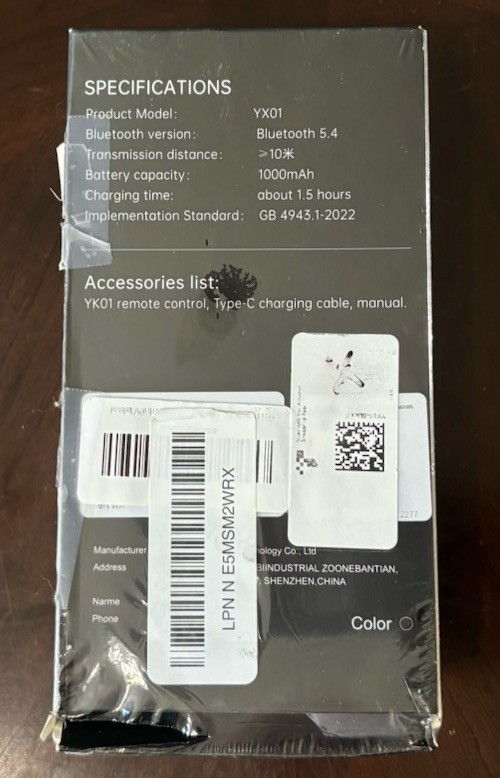 SPECIFICATIONS
Product Model: YX01
Bluetooth version: Bluetooth 5.4
Transmission distance: ≥10米
Battery capacity: 1000mAh
Charging time: about 1.5 hours
Implementation Standard: GB 4943.1-2022
Accessories list:
YK01 remote control, Type-C charging cable, manual.
LPN N E5MSM2WRX
Manufacturer
nology Co., Ltd
Address
BIINDUSTRIAL ZOONEBANTIAN,
, SHENZHEN,CHINA
Narme
Phone
Color